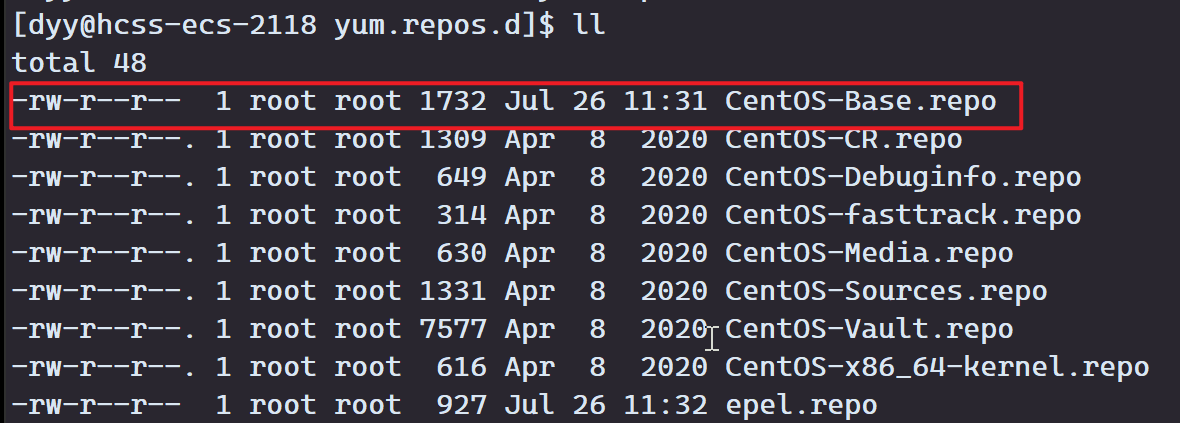 [dyy@hcss-ecs-2118 yum.repos.d]$ ll
total 48
-rw-r--r--  1 root root 1732 Jul 26 11:31 CentOS-Base.repo
-rw-r--r--. 1 root root 1309 Apr  8  2020 CentOS-CR.repo
-rw-r--r--. 1 root root  649 Apr  8  2020 CentOS-Debuginfo.repo
-rw-r--r--. 1 root root  314 Apr  8  2020 CentOS-fasttrack.repo
-rw-r--r--. 1 root root  630 Apr  8  2020 CentOS-Media.repo
-rw-r--r--. 1 root root 1331 Apr  8  2020 CentOS-Sources.repo
-rw-r--r--. 1 root root 7577 Apr  8  2020 CentOS-Vault.repo
-rw-r--r--. 1 root root  616 Apr  8  2020 CentOS-x86_64-kernel.repo
-rw-r--r--  1 root root  927 Jul 26 11:32 epel.repo